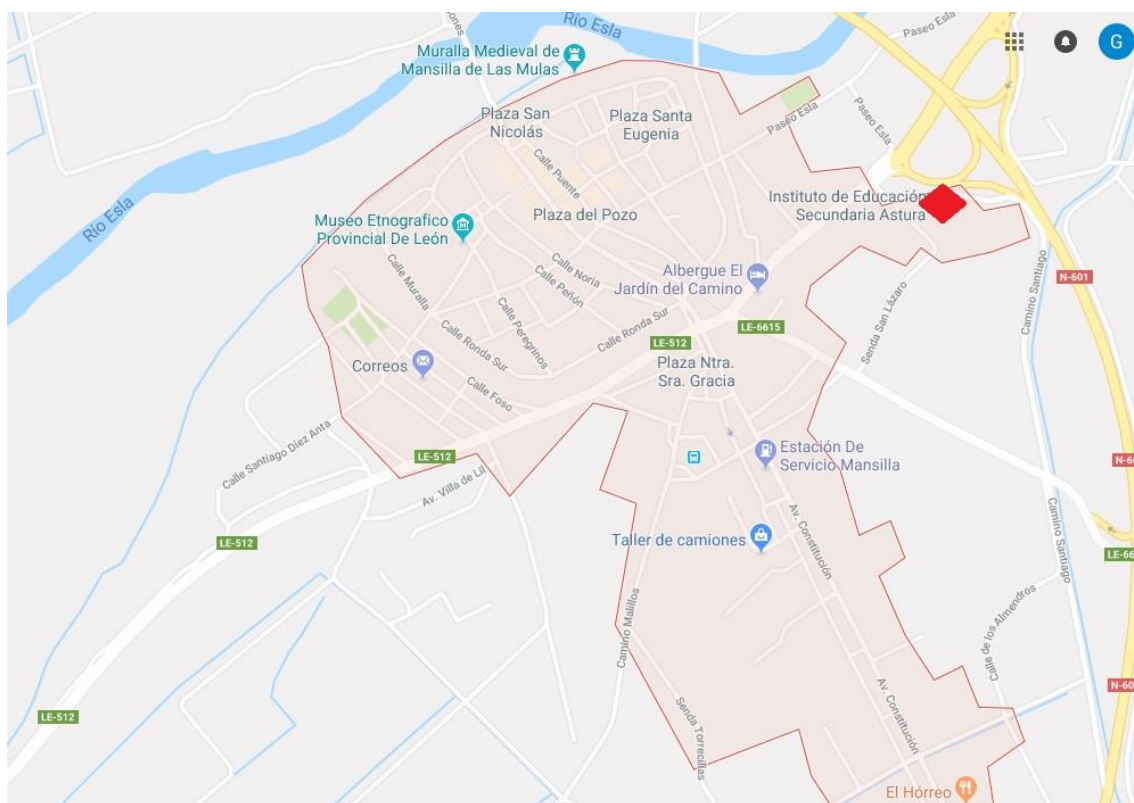 Río Esla
Paseo Esla
G
Muralla Medieval de
Mansilla de Las Mulas
Plaza San
Nicolás
Plaza Santa
Eugenia
Paseo Esla
Paseo Esla
Calle Puente
Instituto de Educación
Secundaria Astura
Río Esla
Museo Etnografico
Provincial De León
Plaza del Pozo
Calle Noria
Calle Peñón
Albergue El
Jardín del Camino
N-601
Camino Santiago
Calle Muralla
Calle Peregrinos
Calle Ronda Sur
Calle Ronda Sur
LE-6615
LE-512
Senda San Lázaro
Plaza Ntra.
Sra. Gracia
Correos
Calle Foso
Calle Santiago Díez Anta
LE-512
Av. Villa de Lil
Estación De
Servicio Mansilla
LE-512
Taller de camiones
Av. Constitución
Camino Santiago
Camino Malillos
Calle de los Almendros
Av. Constitución
LE-512
Senda Torrecillas
El Hórreo